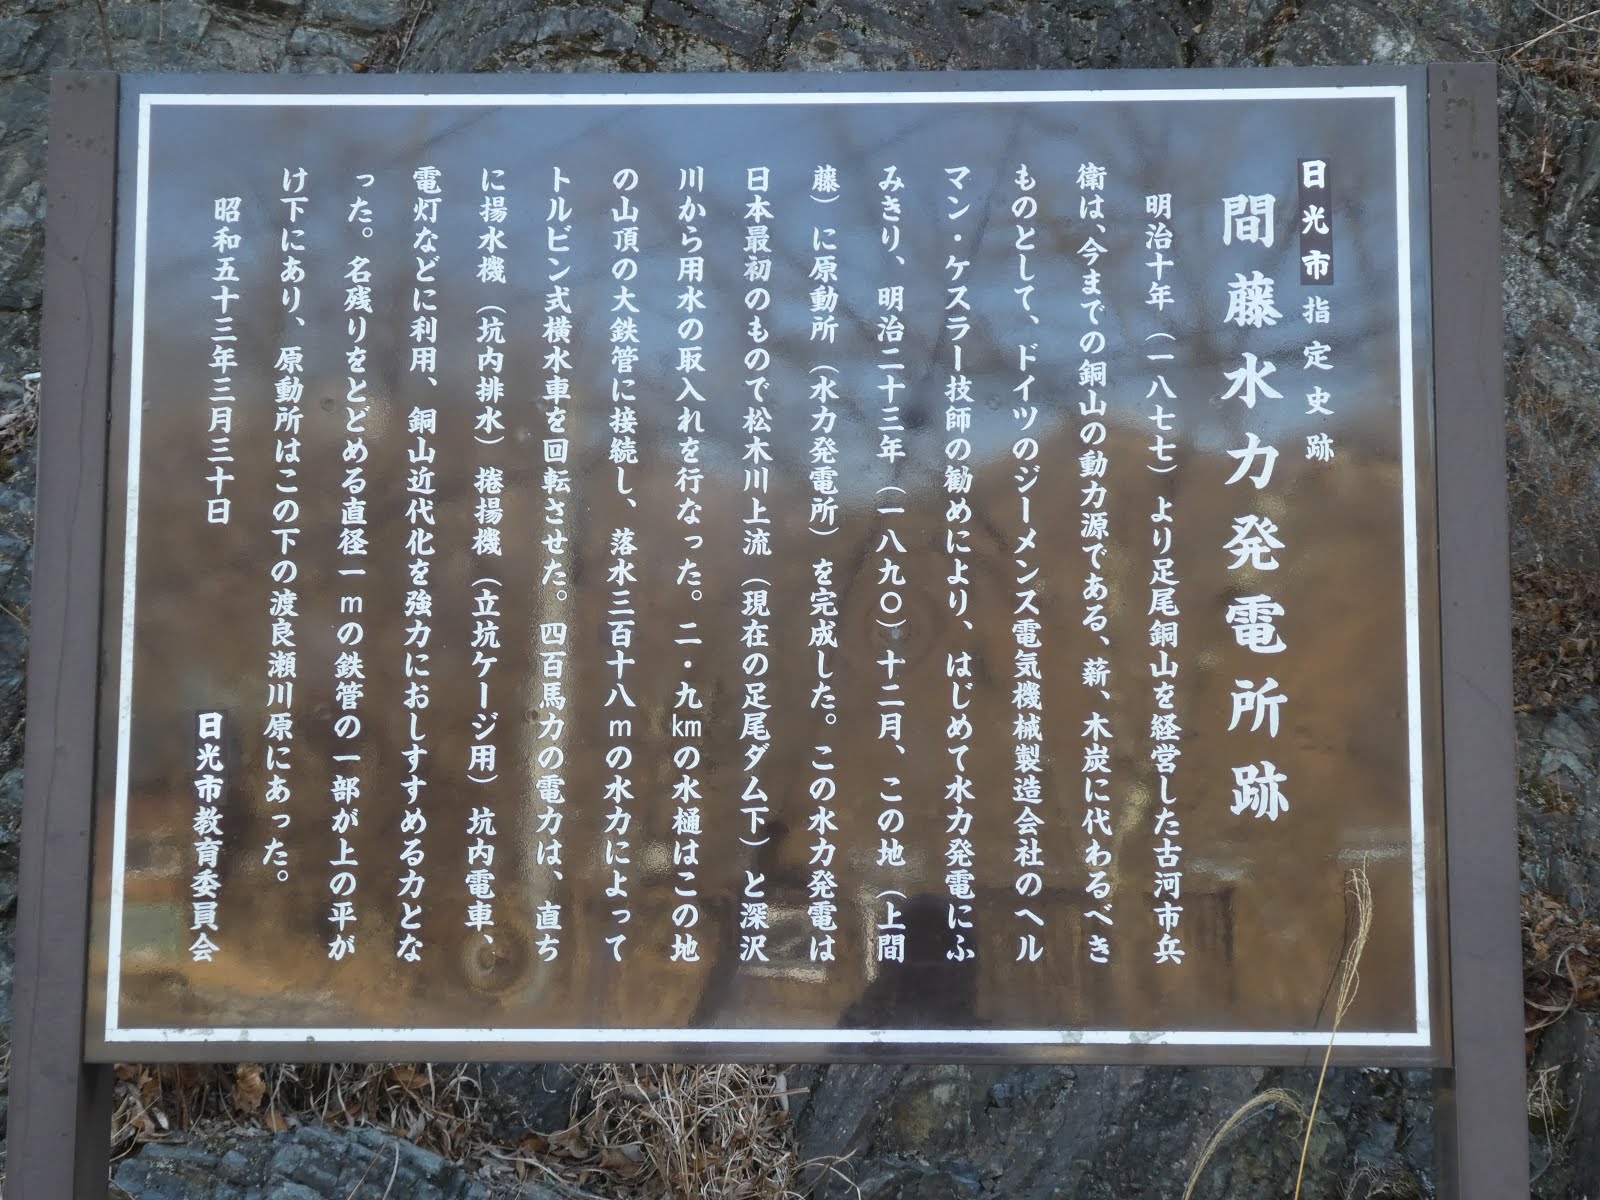 日光市指定史跡
間藤水力発電所跡
明治十年(一八七七)より足尾銅山を経営した古河市兵
衛は、今までの銅山の動力源である、薪、木炭に代わるべき
ものとして、ドイツのジーメンス電気機械製造会社のヘル
マン・ケスラー技師の勧めにより、はじめて水力発電にふ
みきり、明治二十三年(一八九〇)十二月、この地(上間
藤)に原動所(水力発電所)を完成した。この水力発電は
日本最初のもので松木川上流(現在の足尾ダム下)と深沢
川から用水の取入れを行なった。二・九㎞の水樋はこの地
の山頂の大鉄管に接続し、落水三百十八mの水力によって
トルビン式横水車を回転させた。四百馬力の電力は、直ち
に揚水機(坑内排水)捲揚機(立坑ケージ用)坑内電車、
電灯などに利用、銅山近代化を強力におしすすめる力とな
った。名残りをとどめる直径一mの鉄管の一部が上の平が
け下にあり、原動所はこの下の渡良瀬川原にあった。
昭和五十三年三月三十日
日光市教育委員会